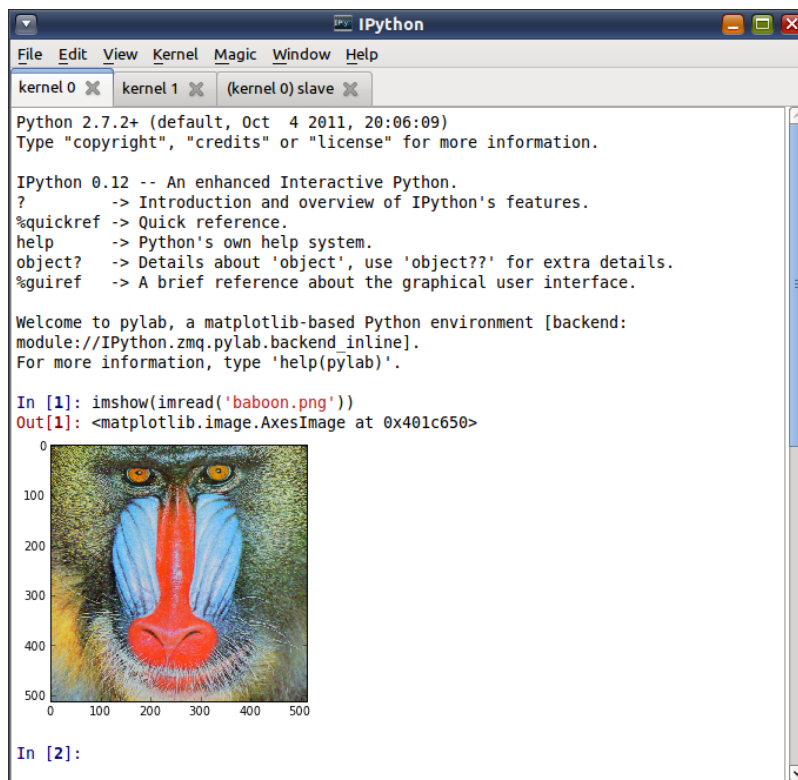 IPython
File Edit View Kernel Magic Window Help
kernel 0 kernel 1 (kernel 0) slave
Python 2.7.2+ (default, Oct  4 2011, 20:06:09)
Type "copyright", "credits" or "license" for more information.
IPython 0.12 -- An enhanced Interactive Python.
?         -> Introduction and overview of IPython's features.
%quickref -> Quick reference.
help      -> Python's own help system.
object?   -> Details about 'object', use 'object??' for extra details.
%guiref   -> A brief reference about the graphical user interface.
Welcome to pylab, a matplotlib-based Python environment [backend:
module://IPython.zmq.pylab.backend_inline].
For more information, type 'help(pylab)'.
In [1]: imshow(imread('baboon.png'))
Out[1]: <matplotlib.image.AxesImage at 0x401c650>
0
100
200
300
400
500
0 100 200 300 400 500
In [2]: